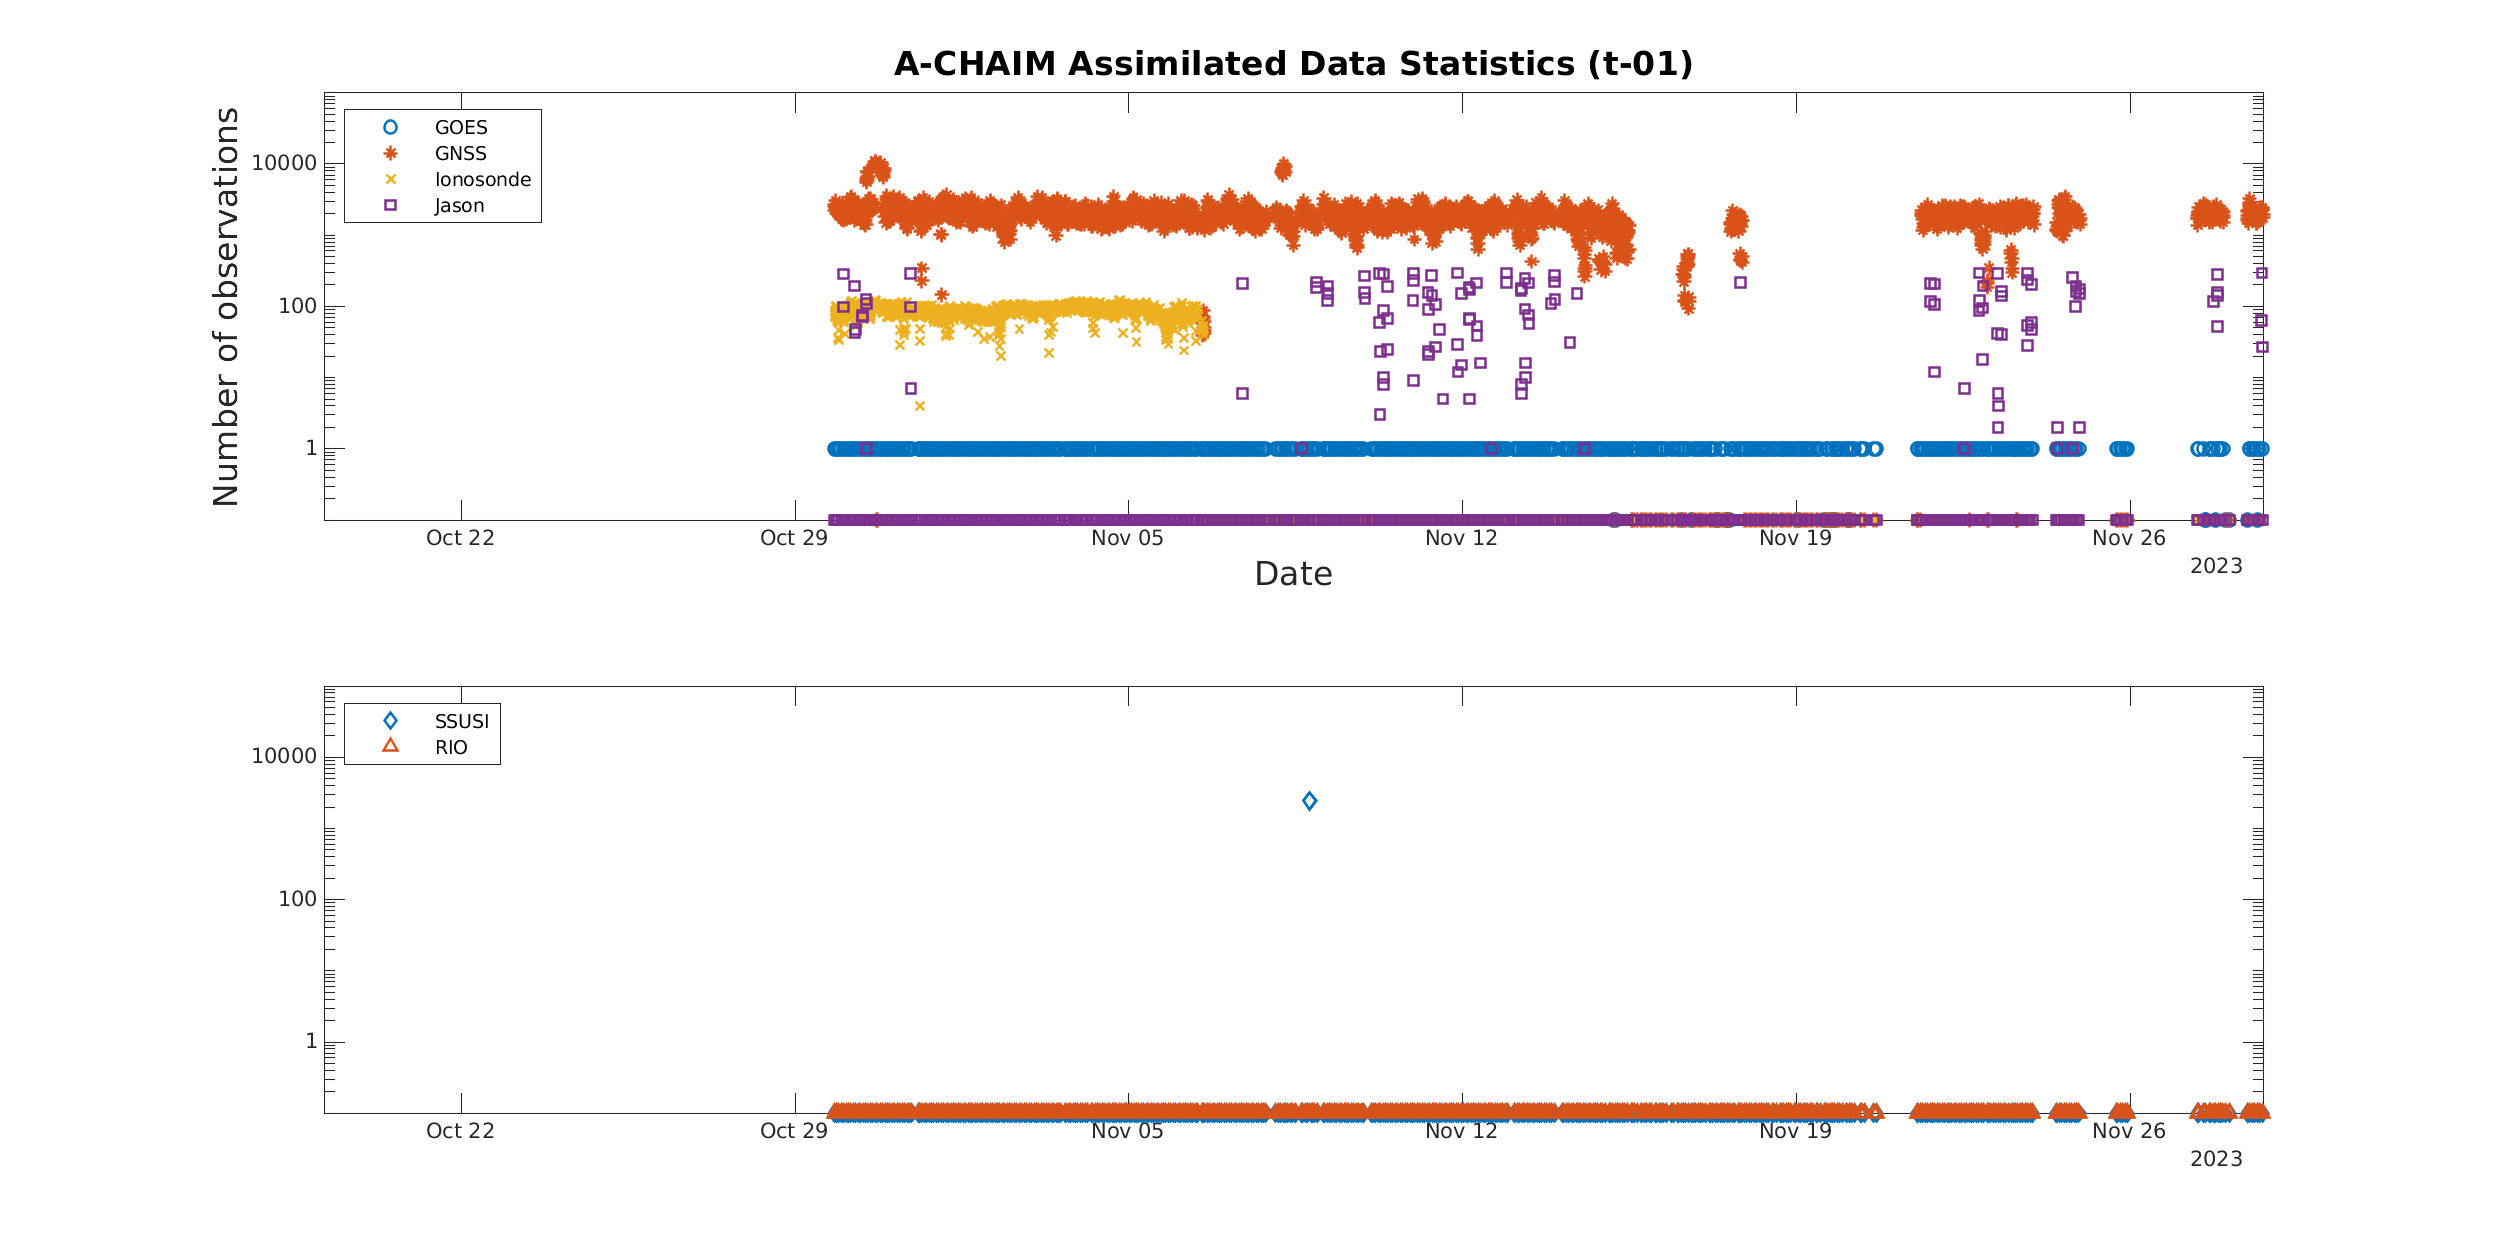 A-CHAIM Assimilated Data Statistics (t-01)
GOES
GNSS
Ionosonde
Jason
Number of observations
10000
100
1
Oct 22
Oct 29
Nov 05
Nov 12
Nov 19
Nov 26
2023
Date
SSUSI
RIO
10000
100
1
Oct 22
Oct 29
Nov 05
Nov 12
Nov 19
Nov 26
2023